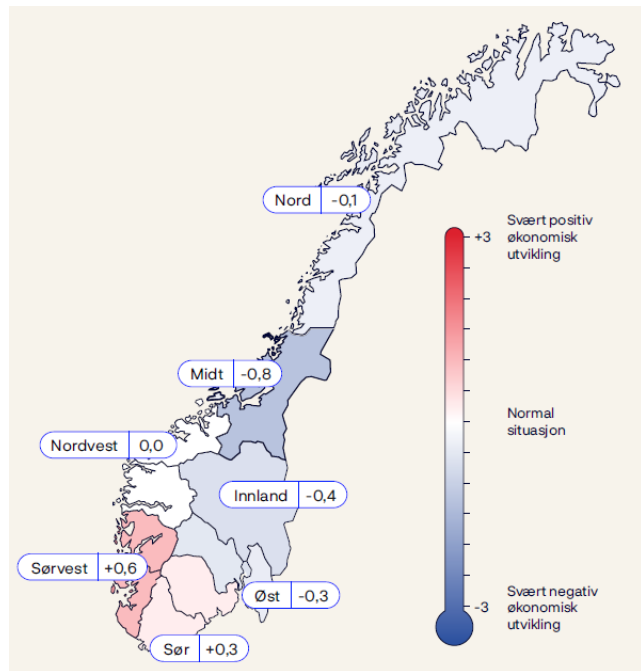 Nord -0,1
+3
Svært positiv
økonomisk
utvikling
Midt -0,8
Normal
situasjon
Nordvest 0,0
Innland -0,4
Sørvest +0,6
Øst -0,3
-3
Svært negativ
økonomisk
utvikling
Sør +0,3